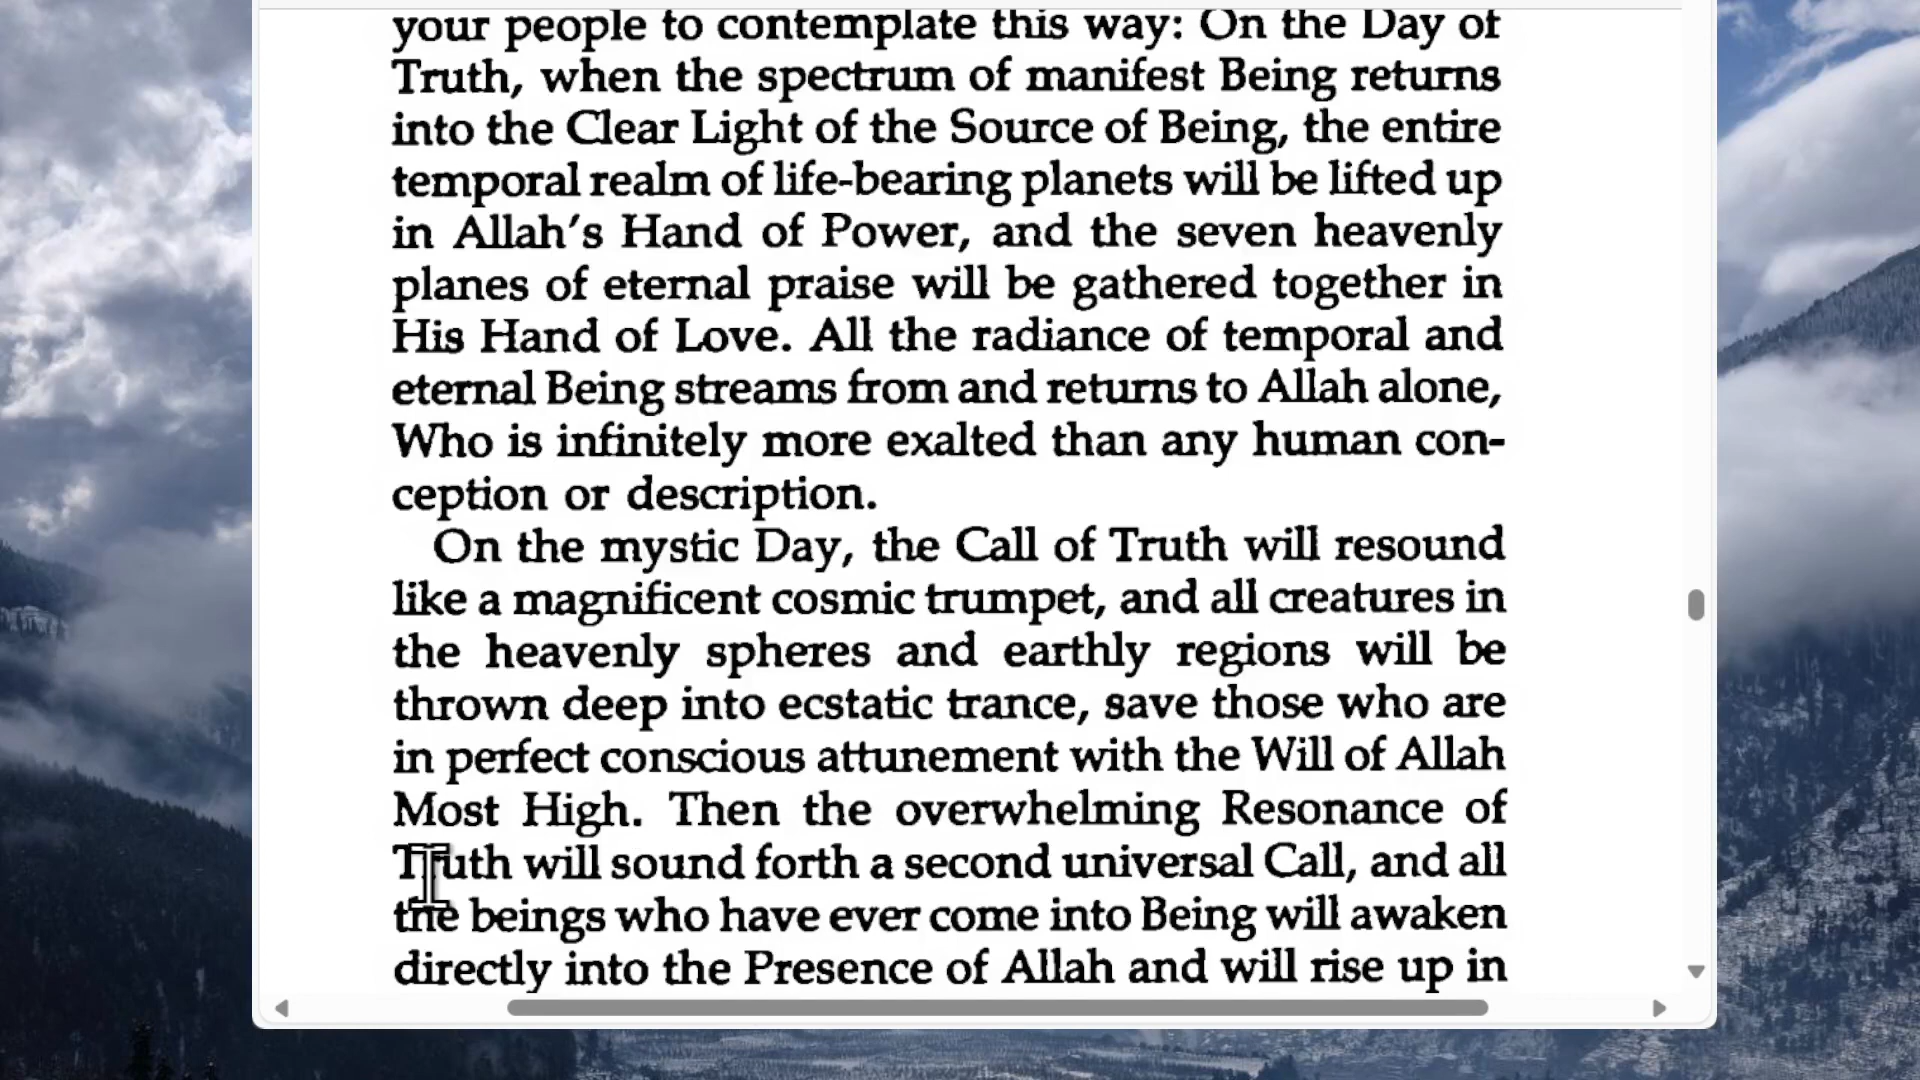 your people to contemplate this way: On the Day of
Truth, when the spectrum of manifest Being returns
into the Clear Light of the Source of Being, the entire
temporal realm of life-bearing planets will be lifted up
in Allah's Hand of Power, and the seven heavenly
planes of eternal praise will be gathered together in
His Hand of Love. All the radiance of temporal and
eternal Being streams from and returns to Allah alone,
Who is infinitely more exalted than any human con-
ception or description.
On the mystic Day, the Call of Truth will resound
like a magnificent cosmic trumpet, and all creatures in
the heavenly spheres and earthly regions will be
thrown deep into ecstatic trance, save those who are
in perfect conscious attunement with the Will of Allah
Most High. Then the overwhelming Resonance of
Truth will sound forth a second universal Call, and all
the beings who have ever come into Being will awaken
directly into the Presence of Allah and will rise up in